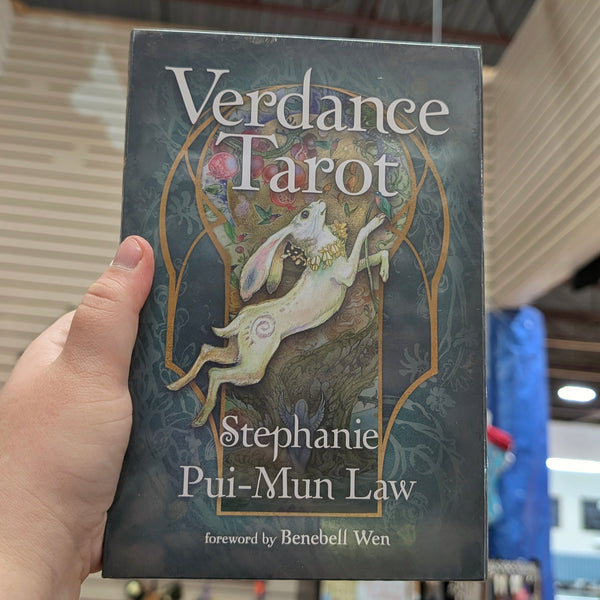 Verdance
Tarot
Stephanie
Pui-Mun Law
foreword by Benebell Wen